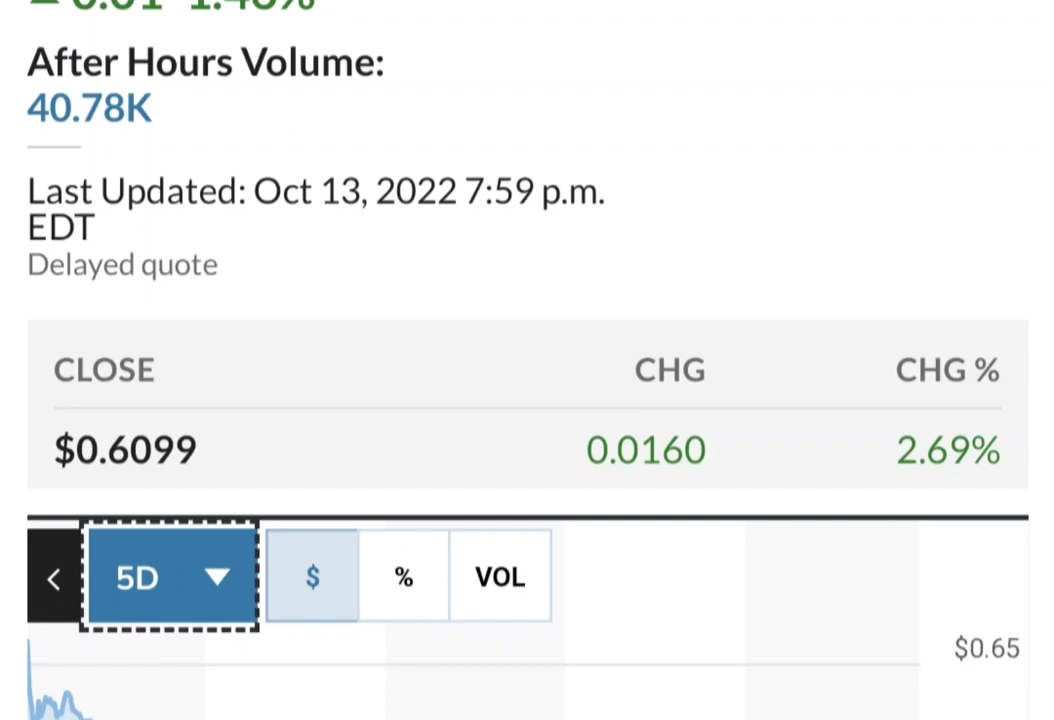 After Hours Volume:
40.78K
Last Updated: Oct 13, 2022 7:59 p.m.
EDT
Delayed quote
CLOSE CHG CHG %
$0.6099 0.0160 2.69%
5D $ % VOL
$0.65